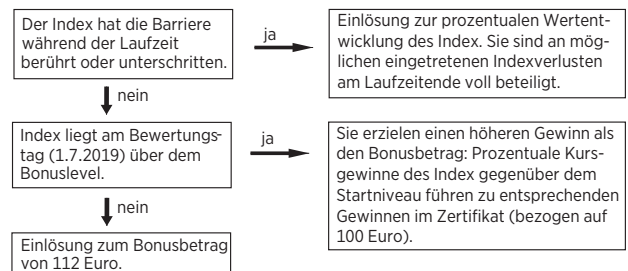 Der Index hat die Barriere
während der Laufzeit
berührt oder unterschritten.
ja
Einlösung zur prozentualen Wertent-
wicklung des Index. Sie sind an mög-
lichen eingetretenen Indexverlusten
am Laufzeitende voll beteiligt.
nein
Index liegt am Bewertungs-
tag (1.7.2019) über dem
Bonuslevel.
ja
Sie erzielen einen höheren Gewinn als
den Bonusbetrag: Prozentuale Kurs-
gewinne des Index gegenüber dem
Startniveau führen zu entsprechenden
Gewinnen im Zertifikat (bezogen auf
100 Euro).
nein
Einlösung zum Bonusbetrag
von 112 Euro.